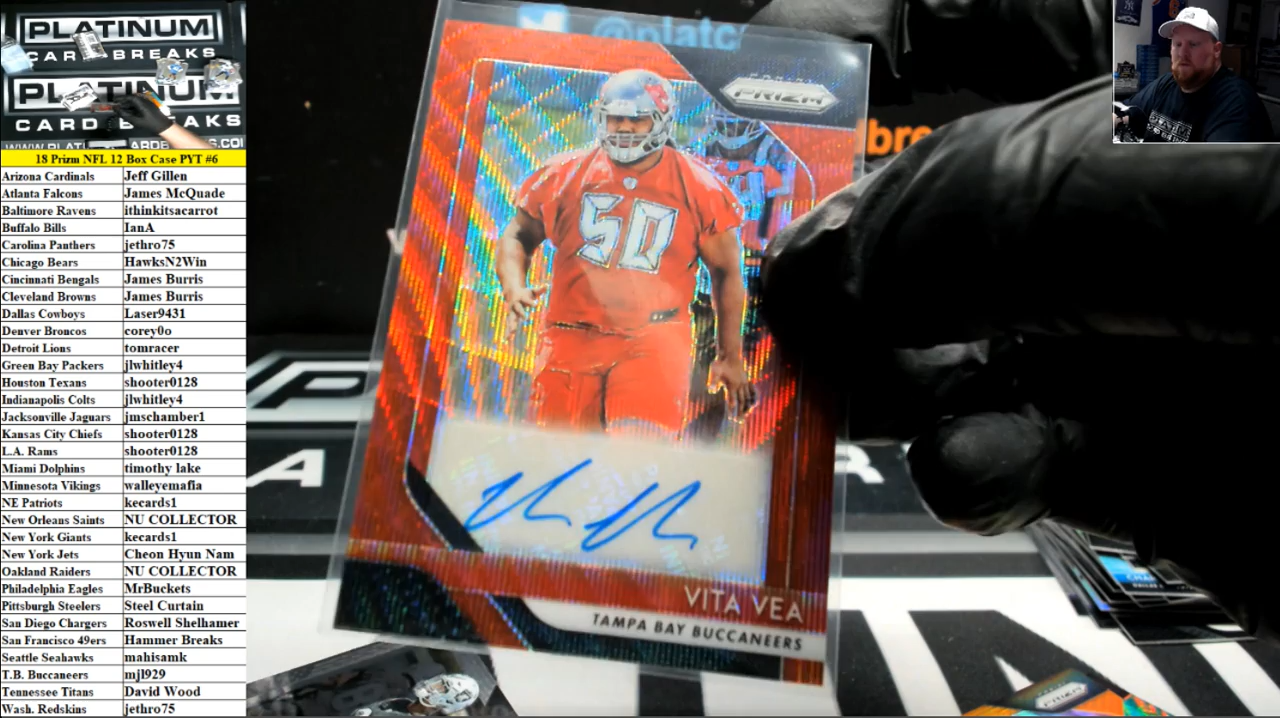 PLATINUM
CARD BREAKS
PLATINUM
CARD BREAKS
18 Prizm NFL 12 Box Case PYT #6
Arizona Cardinals Jeff Gillen
Atlanta Falcons James McQuade
Baltimore Ravens ithinkitsacarrot
Buffalo Bills IanA
Carolina Panthers jethro75
Chicago Bears HawksN2Win
Cincinnati Bengals James Burris
Cleveland Browns James Burris
Dallas Cowboys Laser9431
Denver Broncos corey0o
Detroit Lions tomracer
Green Bay Packers jlwhitley4
Houston Texans shooter0128
Indianapolis Colts jlwhitley4
Jacksonville Jaguars jmschamber1
Kansas City Chiefs shooter0128
L.A. Rams shooter0128
Miami Dolphins timothy lake
Minnesota Vikings walleyemafia
NE Patriots kecards1
New Orleans Saints NU COLLECTOR
New York Giants kecards1
New York Jets Cheon Hyun Nam
Oakland Raiders NU COLLECTOR
Philadelphia Eagles MrBuckets
Pittsburgh Steelers Steel Curtain
San Diego Chargers Roswell Shelhamer
San Francisco 49ers Hammer Breaks
Seattle Seahawks mahisamk
T.B. Buccaneers mjl929
Tennessee Titans David Wood
Wash. Redskins jethro75
@platc
PRIZM
bre
50
VITA VEA
TAMPA BAY BUCCANEERS
PRIZM